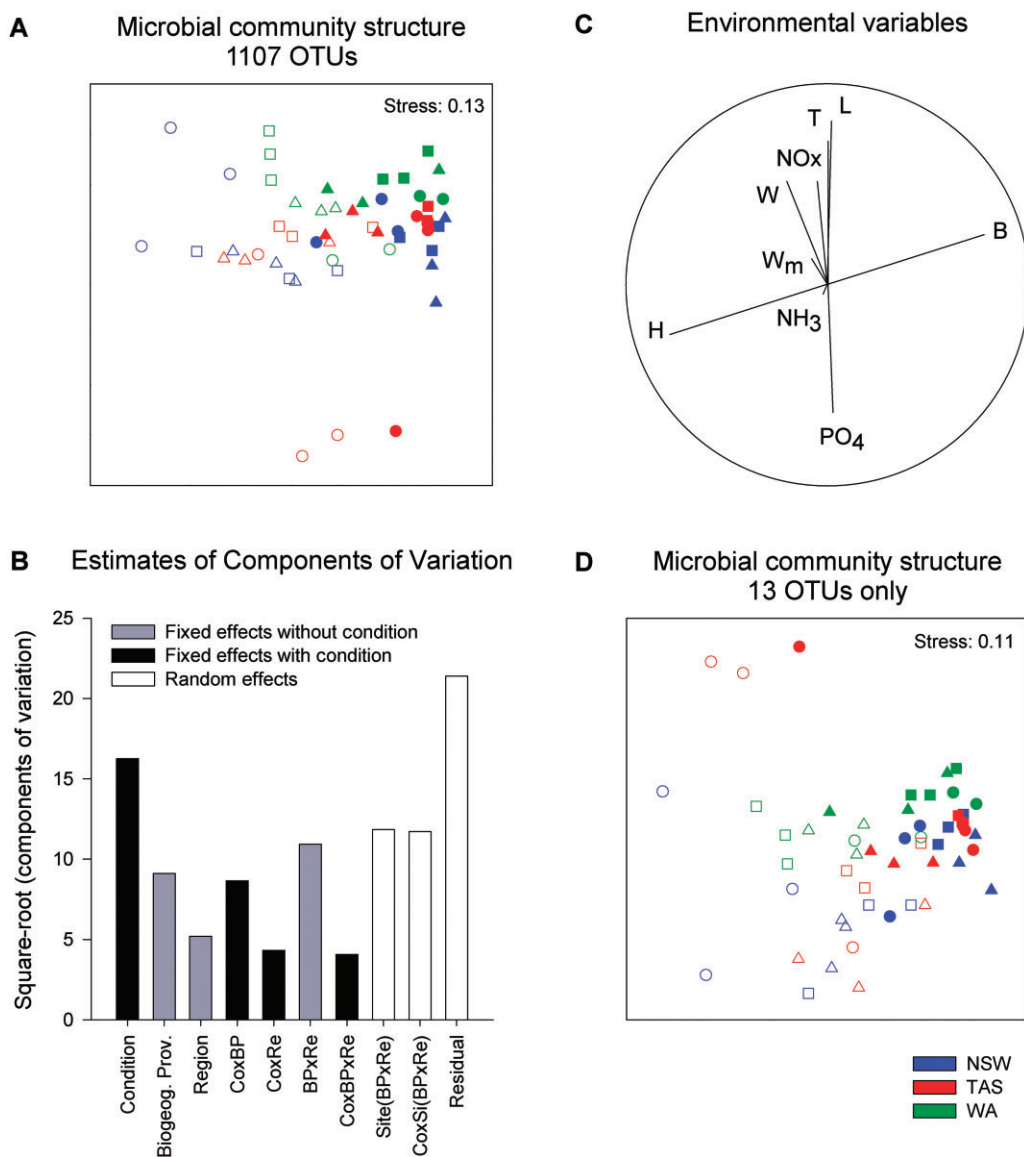 A
Microbial community structure
1107 OTUs
Stress: 0.13
C
Environmental variables
T
L
NOx
W
B
Wm
NH3
H
PO4
B
Estimates of Components of Variation
Square-root (components of variation)
25
20
15
10
5
0
Fixed effects without condition
Fixed effects with condition
Random effects
Condition
Biogeog. Prov.
Region
CoxBP
CoxRe
BPxRe
CoxBPxRe
Site(BPxRe)
CoxSi(BPxRe)
Residual
D
Microbial community structure
13 OTUs only
Stress: 0.11
NSW
TAS
WA